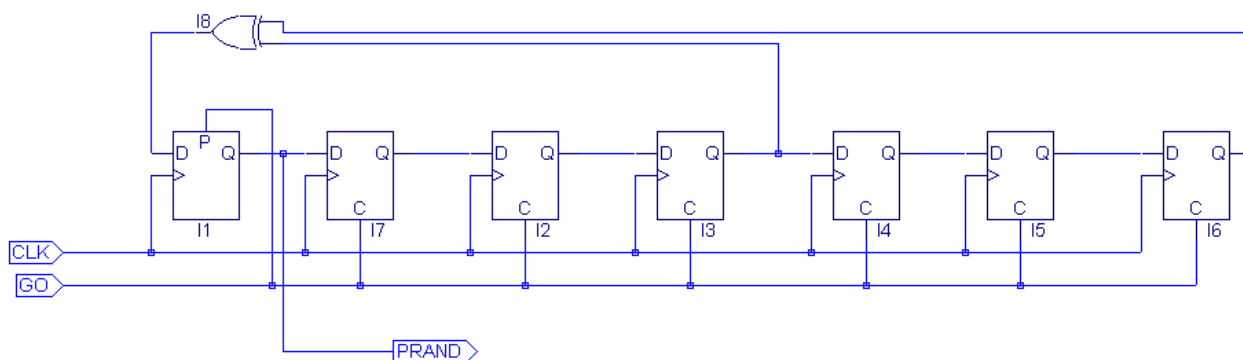 I8
P
D Q D Q D Q D Q D Q D Q D Q
C C C C C C
I1 I7 I2 I3 I4 I5 I6
CLK
GO
PRAND